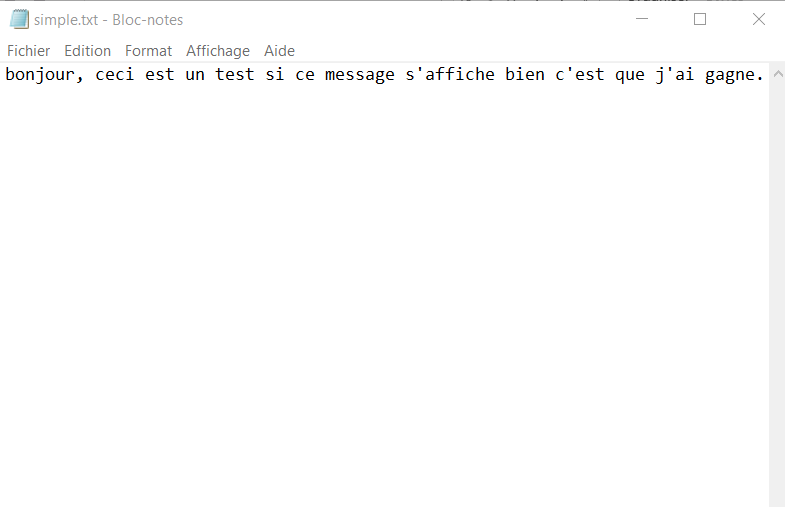 simple.txt - Bloc-notes
Fichier Edition Format Affichage Aide
bonjour, ceci est un test si ce message s'affiche bien c'est que j'ai gagne.